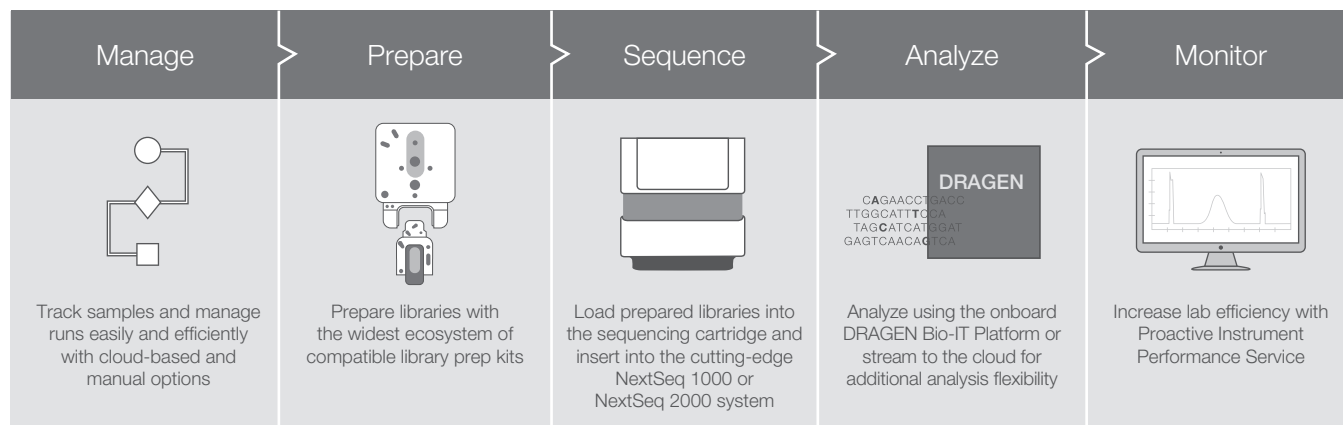 Manage
Prepare
Sequence
Analyze
Monitor
DRAGEN
CAGAACCTGACC
TTGGCATTTCCA
TAGCATCATGGAT
GAGTCAACAGTCA
Track samples and manage
runs easily and efficiently
with cloud-based and
manual options
Prepare libraries with
the widest ecosystem of
compatible library prep kits
Load prepared libraries into
the sequencing cartridge and
insert into the cutting-edge
NextSeq 1000 or
NextSeq 2000 system
Analyze using the onboard
DRAGEN Bio-IT Platform or
stream to the cloud for
additional analysis flexibility
Increase lab efficiency with
Proactive Instrument
Performance Service